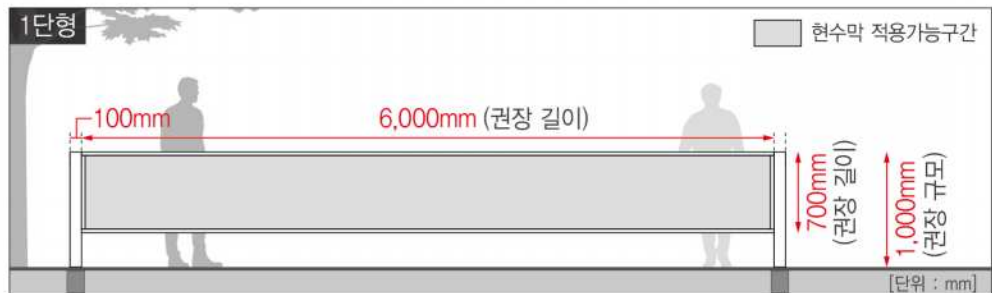 1단형
현수막 적용가능구간
100mm
6,000mm (권장 길이)
700mm
(권장 길이)
1,000mm
(권장 규모)
[단위 : mm]